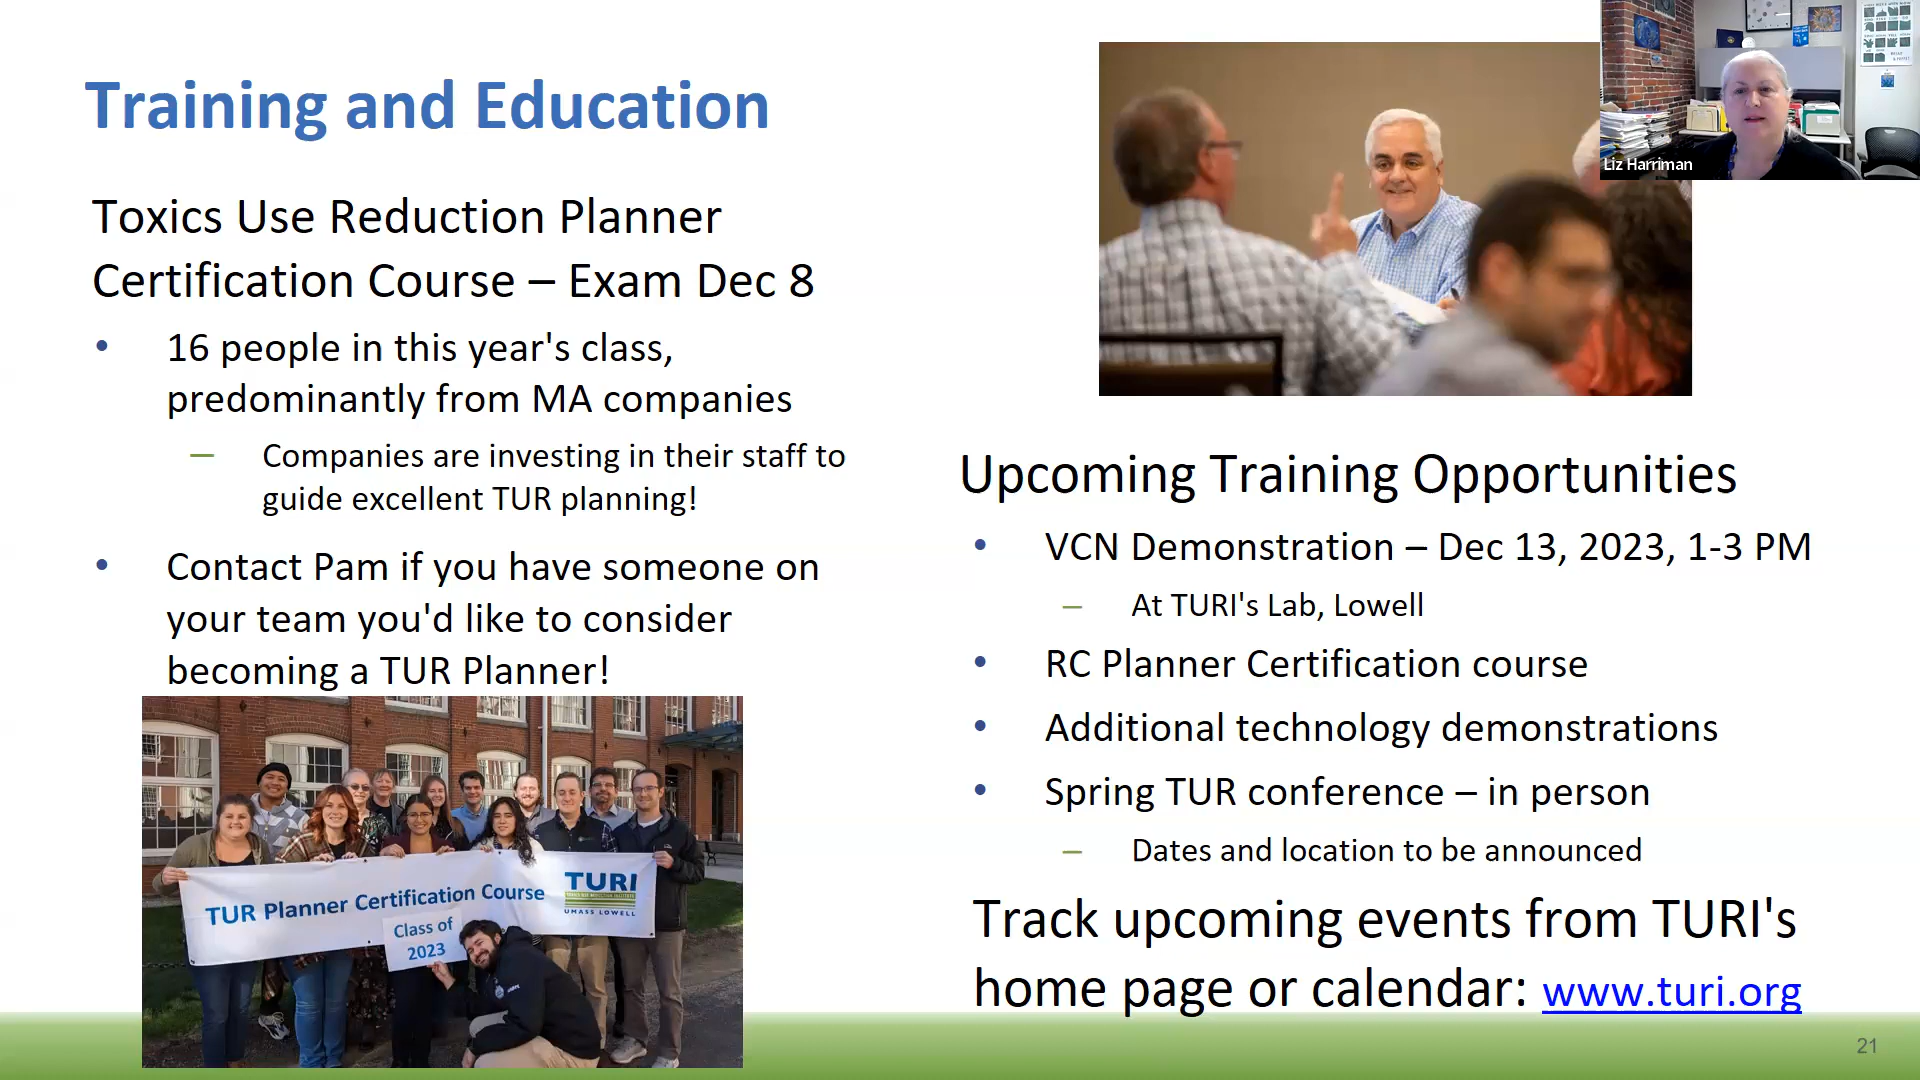 Training and Education
Toxics Use Reduction Planner
Certification Course – Exam Dec 8
• 16 people in this year's class,
predominantly from MA companies
– Companies are investing in their staff to
guide excellent TUR planning!
• Contact Pam if you have someone on
your team you'd like to consider
becoming a TUR Planner!
TUR Planner Certification Course
TURI
UMASS LOWELL
Class of
2023
Liz Harriman
Upcoming Training Opportunities
• VCN Demonstration – Dec 13, 2023, 1-3 PM
– At TURI's Lab, Lowell
• RC Planner Certification course
• Additional technology demonstrations
• Spring TUR conference – in person
– Dates and location to be announced
Track upcoming events from TURI's
home page or calendar: www.turi.org
21